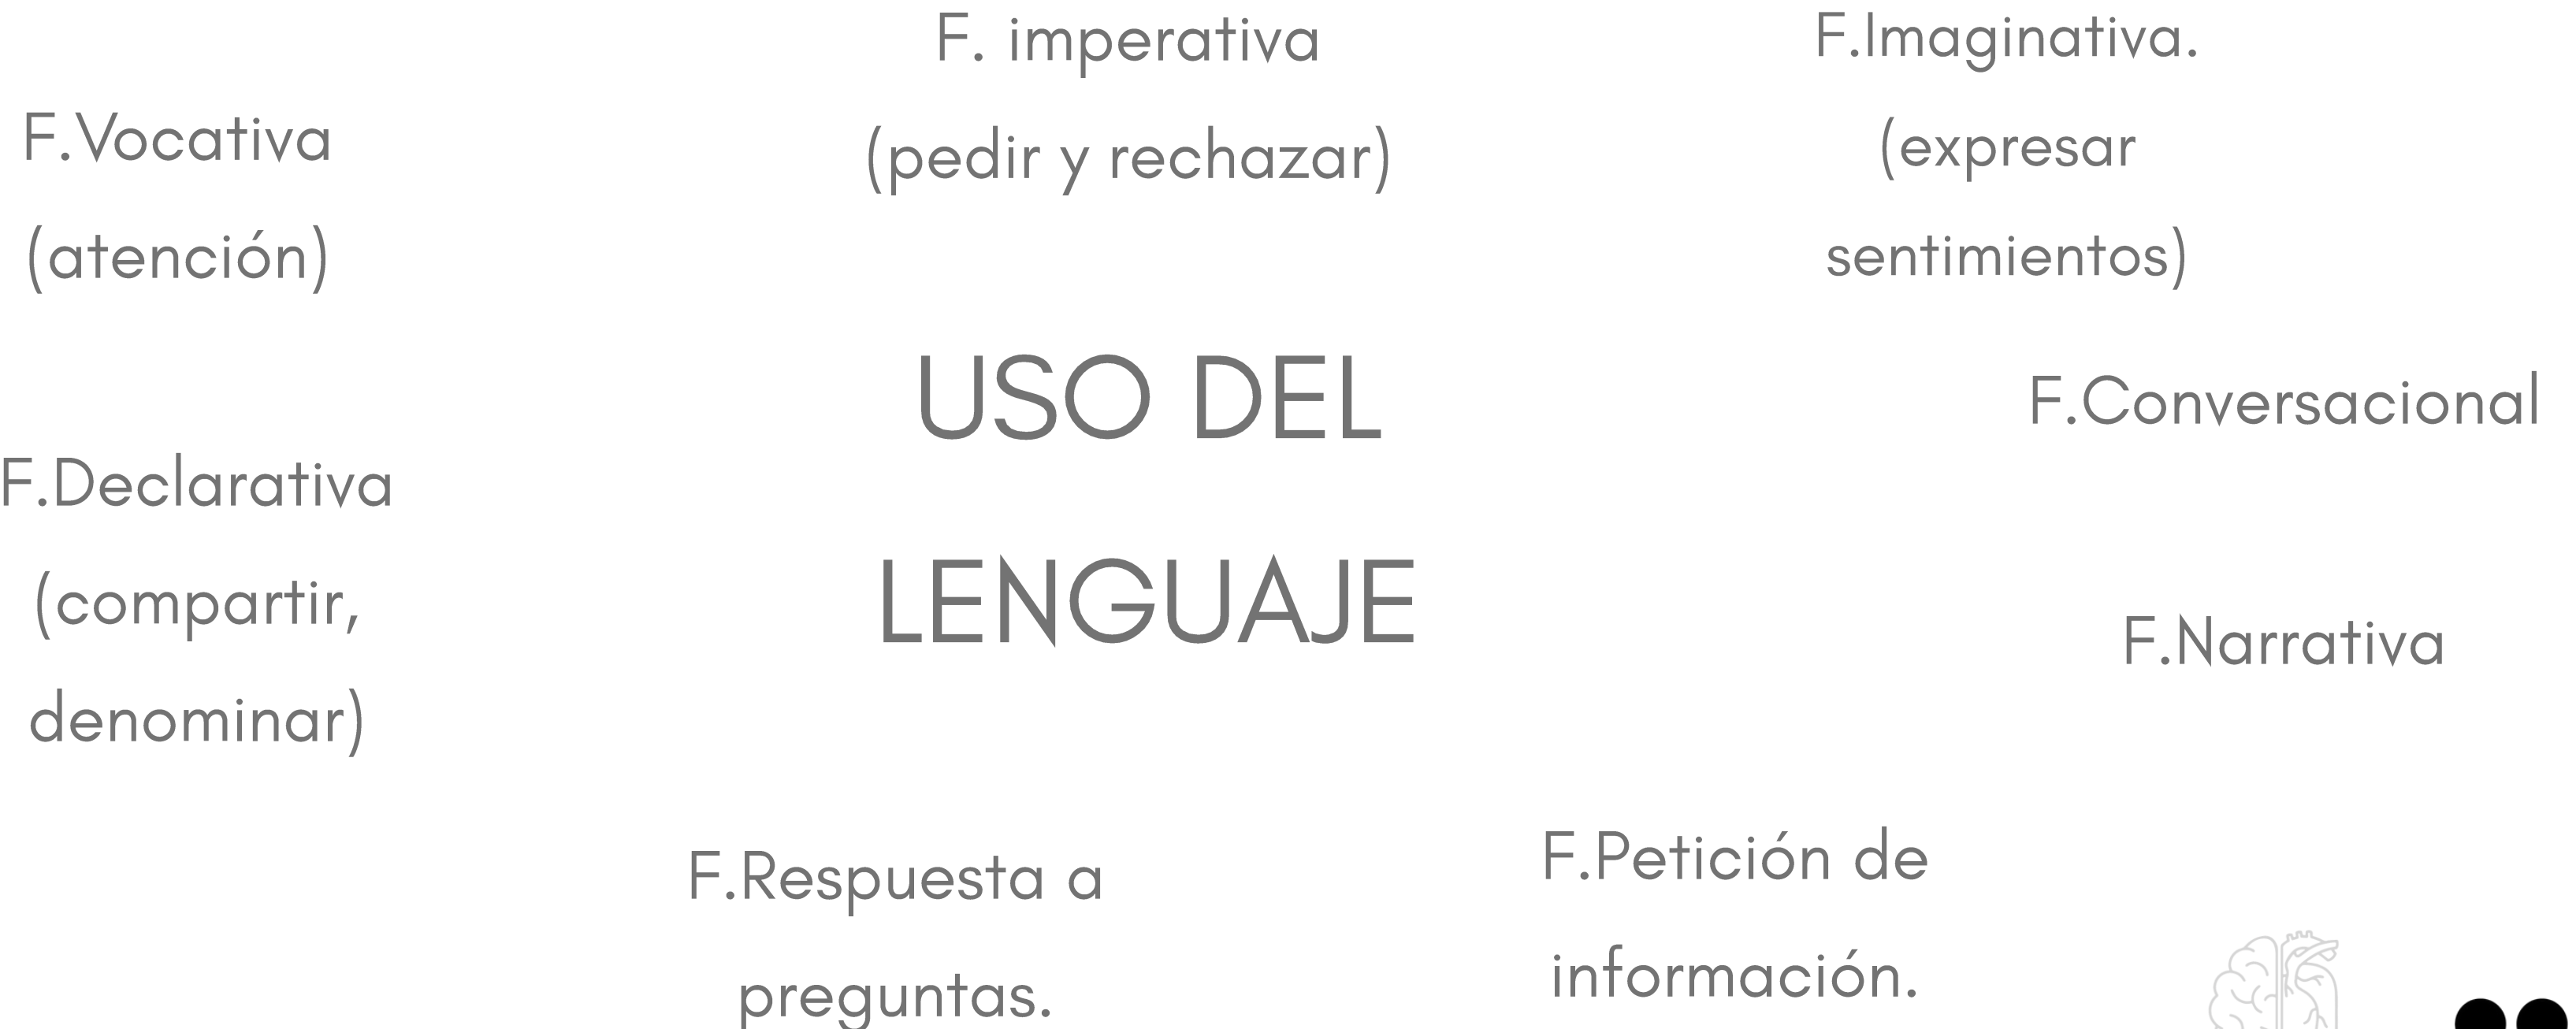 F. imperativa
(pedir y rechazar)
F.Imaginativa.
(expresar
sentimientos)
F.Vocativa
(atención)
USO DEL
LENGUAJE
F.Conversacional
F.Declarativa
(compartir,
denominar)
F.Narrativa
F.Respuesta a
preguntas.
F.Petición de
información.